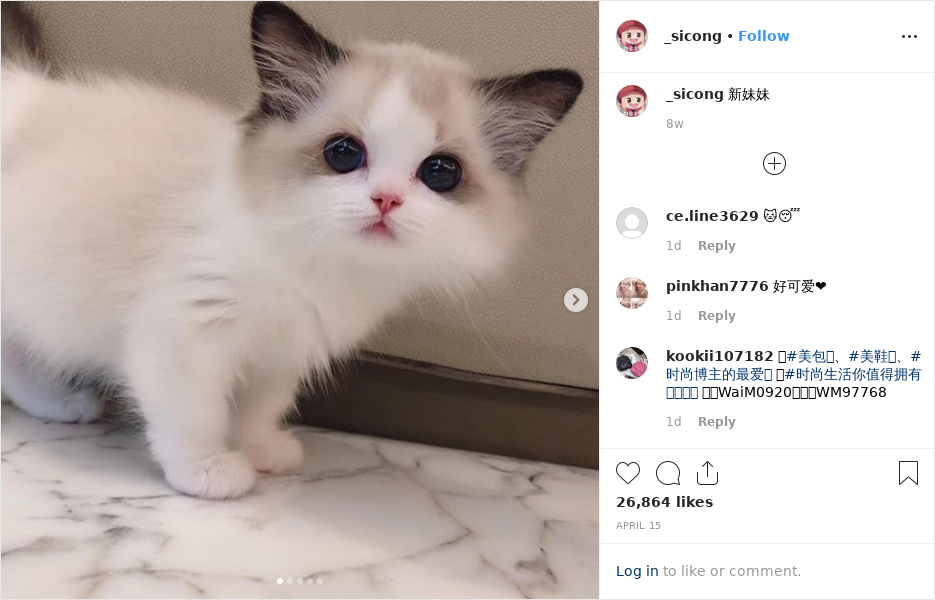 _sicong • Follow
_sicong 新妹妹
8w
ce.line3629 🐱😴
1d Reply
pinkhan7776 好可爱❤
1d Reply
kookii107182 #美包、#美鞋、#
时尚博主的最爱 #时尚生活你值得拥有
WaiM0920 WM97768
1d Reply
26,864 likes
APRIL 15
Log in to like or comment.